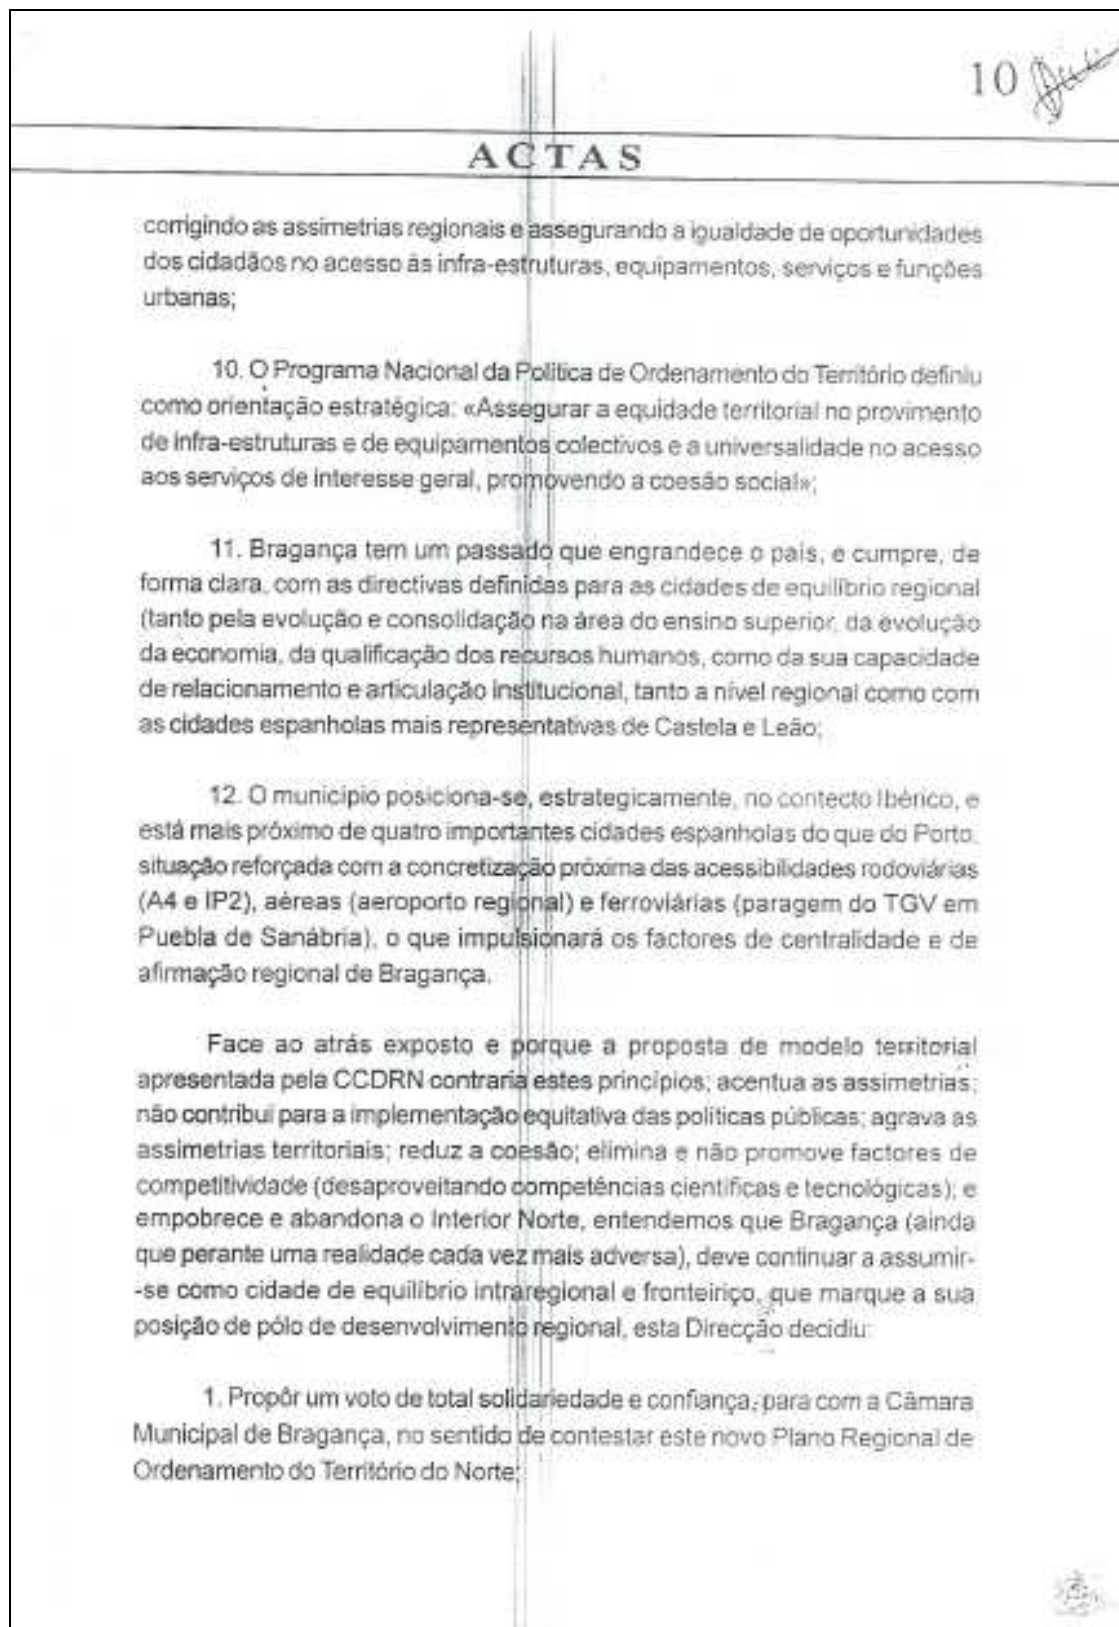 10
ACTAS
corrigindo as assimetrias regionais e assegurando a igualdade de oportunidades
dos cidadãos no acesso às infra-estruturas, equipamentos, serviços e funções
urbanas;
10. O Programa Nacional da Política de Ordenamento do Território definiu
como orientação estratégica: «Assegurar a equidade territorial no provimento
de infra-estruturas e de equipamentos colectivos e a universalidade no acesso
aos serviços de interesse geral, promovendo a coesão social»;
11. Bragança tem um passado que engrandece o país, e cumpre, de
forma clara, com as directivas definidas para as cidades de equilíbrio regional
(tanto pela evolução e consolidação na área do ensino superior, da evolução
da economia, da qualificação dos recursos humanos, como da sua capacidade
de relacionamento e articulação institucional, tanto a nível regional como com
as cidades espanholas mais representativas de Castela e Leão;
12. O município posiciona-se, estrategicamente, no contecto Ibérico, e
está mais próximo de quatro importantes cidades espanholas do que do Porto,
situação reforçada com a concretização próxima das acessibilidades rodoviárias
(A4 e IP2), aéreas (aeroporto regional) e ferroviárias (paragem do TGV em
Puebla de Sanábria), o que impulsionará os factores de centralidade e de
afirmação regional de Bragança.
Face ao atrás exposto e porque a proposta de modelo territorial
apresentada pela CCDRN contraria estes princípios; acentua as assimetrias;
não contribui para a implementação equitativa das políticas públicas; agrava as
assimetrias territoriais; reduz a coesão; elimina e não promove factores de
competitividade (desaproveitando competências científicas e tecnológicas); e
empobrece e abandona o Interior Norte, entendemos que Bragança (ainda
que perante uma realidade cada vez mais adversa), deve continuar a assumir-
-se como cidade de equilíbrio intraregional e fronteiriço, que marque a sua
posição de pólo de desenvolvimento regional, esta Direcção decidiu:
1. Propôr um voto de total solidariedade e confiança, para com a Câmara
Municipal de Bragança, no sentido de contestar este novo Plano Regional de
Ordenamento do Território do Norte;